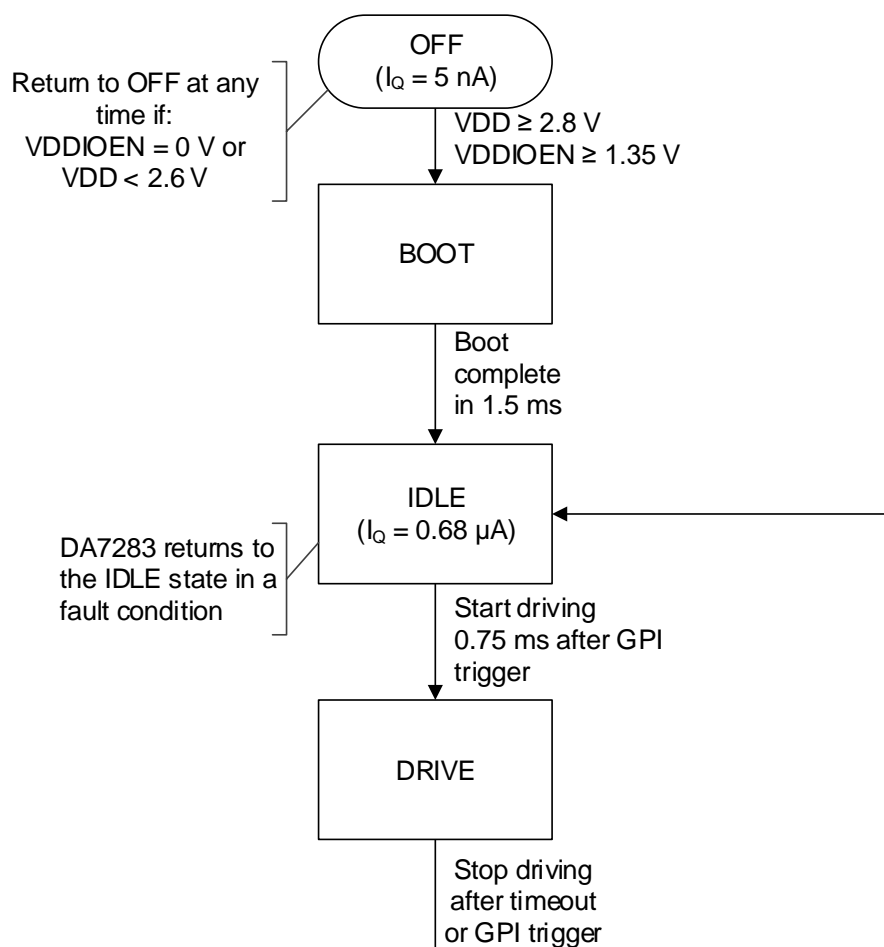 OFF
(IQ = 5 nA)
Return to OFF at any
time if:
VDDIOEN = 0 V or
VDD < 2.6 V
VDD ≥ 2.8 V
VDDIOEN ≥ 1.35 V
BOOT
Boot
complete
in 1.5 ms
IDLE
(IQ = 0.68 µA)
DA7283 returns to
the IDLE state in a
fault condition
Start driving
0.75 ms after GPI
trigger
DRIVE
Stop driving
after timeout
or GPI trigger